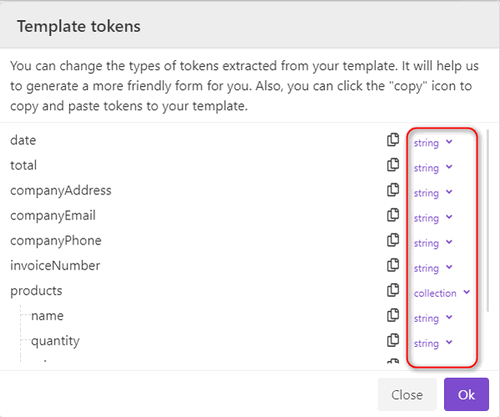 Template tokens
You can change the types of tokens extracted from your template. It will help us
to generate a more friendly form for you. Also, you can click the "copy" icon to
copy and paste tokens to your template.
date string
total string
companyAddress string
companyEmail string
companyPhone string
invoiceNumber string
products collection
name string
quantity string
Close Ok